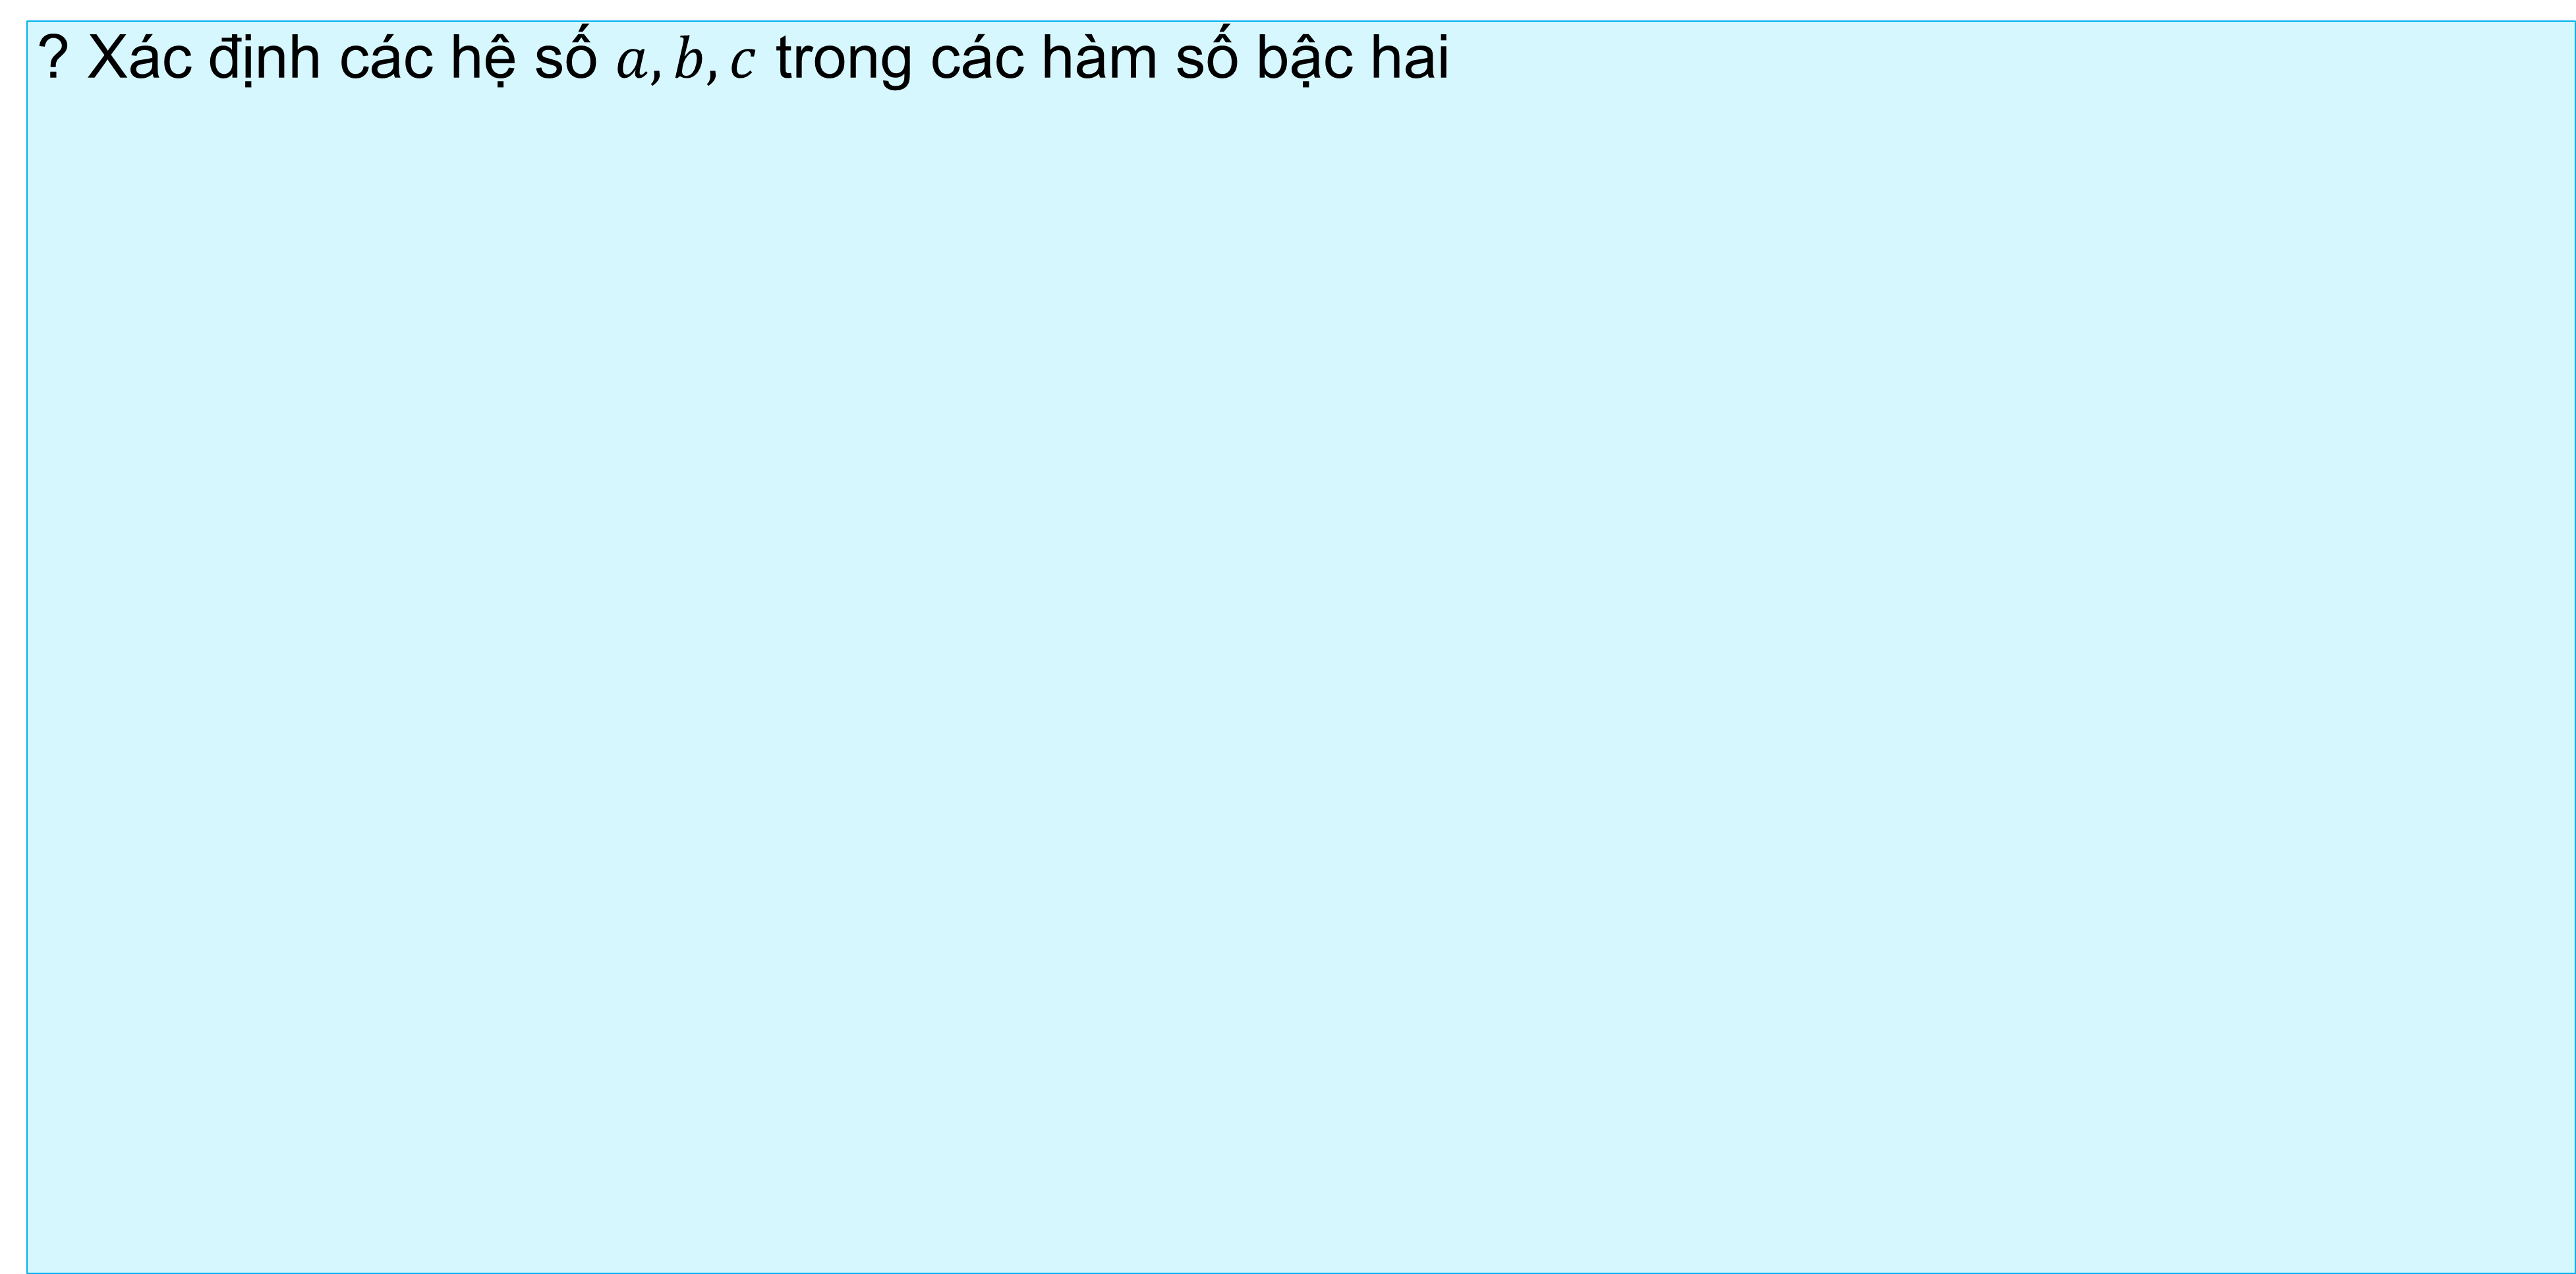 ? Xác định các hệ số a, b, c trong các hàm số bậc hai